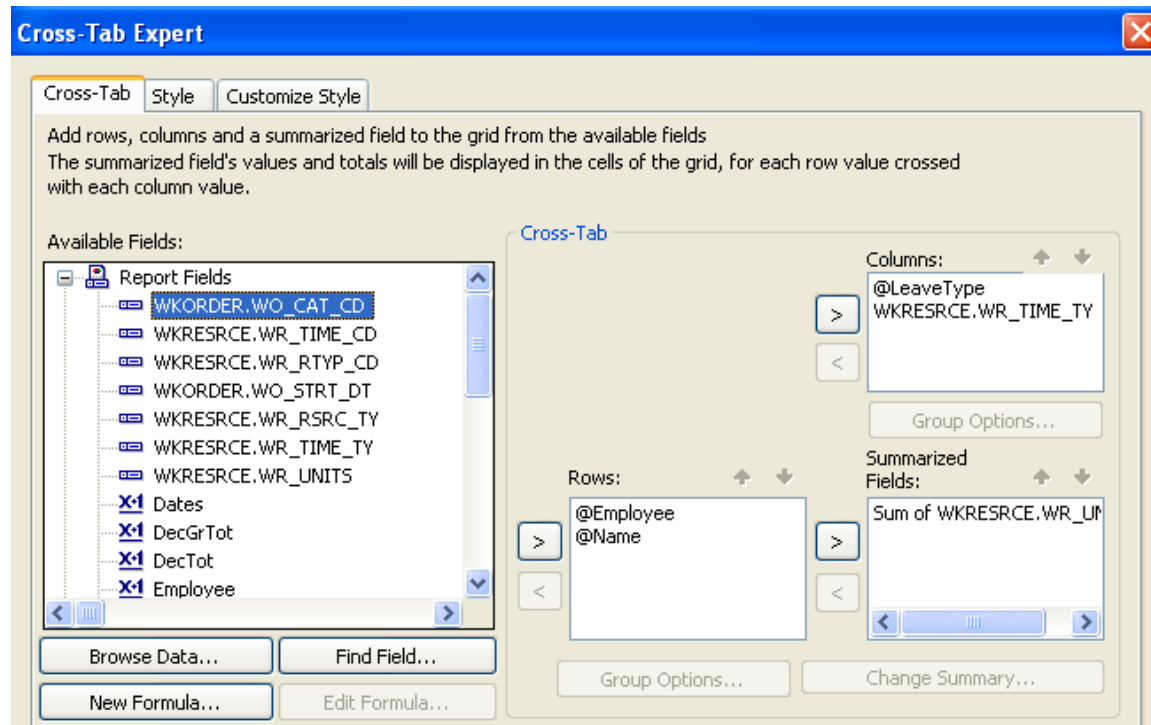 Cross-Tab Expert
Cross-Tab
Style
Customize Style
Add rows, columns and a summarized field to the grid from the available fields
The summarized field's values and totals will be displayed in the cells of the grid, for each row value crossed
with each column value.
Available Fields:
Report Fields
WKORDER.WO_CAT_CD
WKRESRCE.WR_TIME_CD
WKRESRCE.WR_RTYP_CD
WKORDER.WO_STRT_DT
WKRESRCE.WR_RSRC_TY
WKRESRCE.WR_TIME_TY
WKRESRCE.WR_UNITS
X+1 Dates
X+1 DecGrTot
X+1 DecTot
X+1 Employee
Browse Data...
Find Field...
New Formula...
Edit Formula...
Cross-Tab
Columns:
@LeaveType
WKRESRCE.WR_TIME_TY
>
<
Group Options...
Rows:
@Employee
@Name
>
<
Group Options...
Summarized
Fields:
Sum of WKRESRCE.WR_UN
>
<
Change Summary...